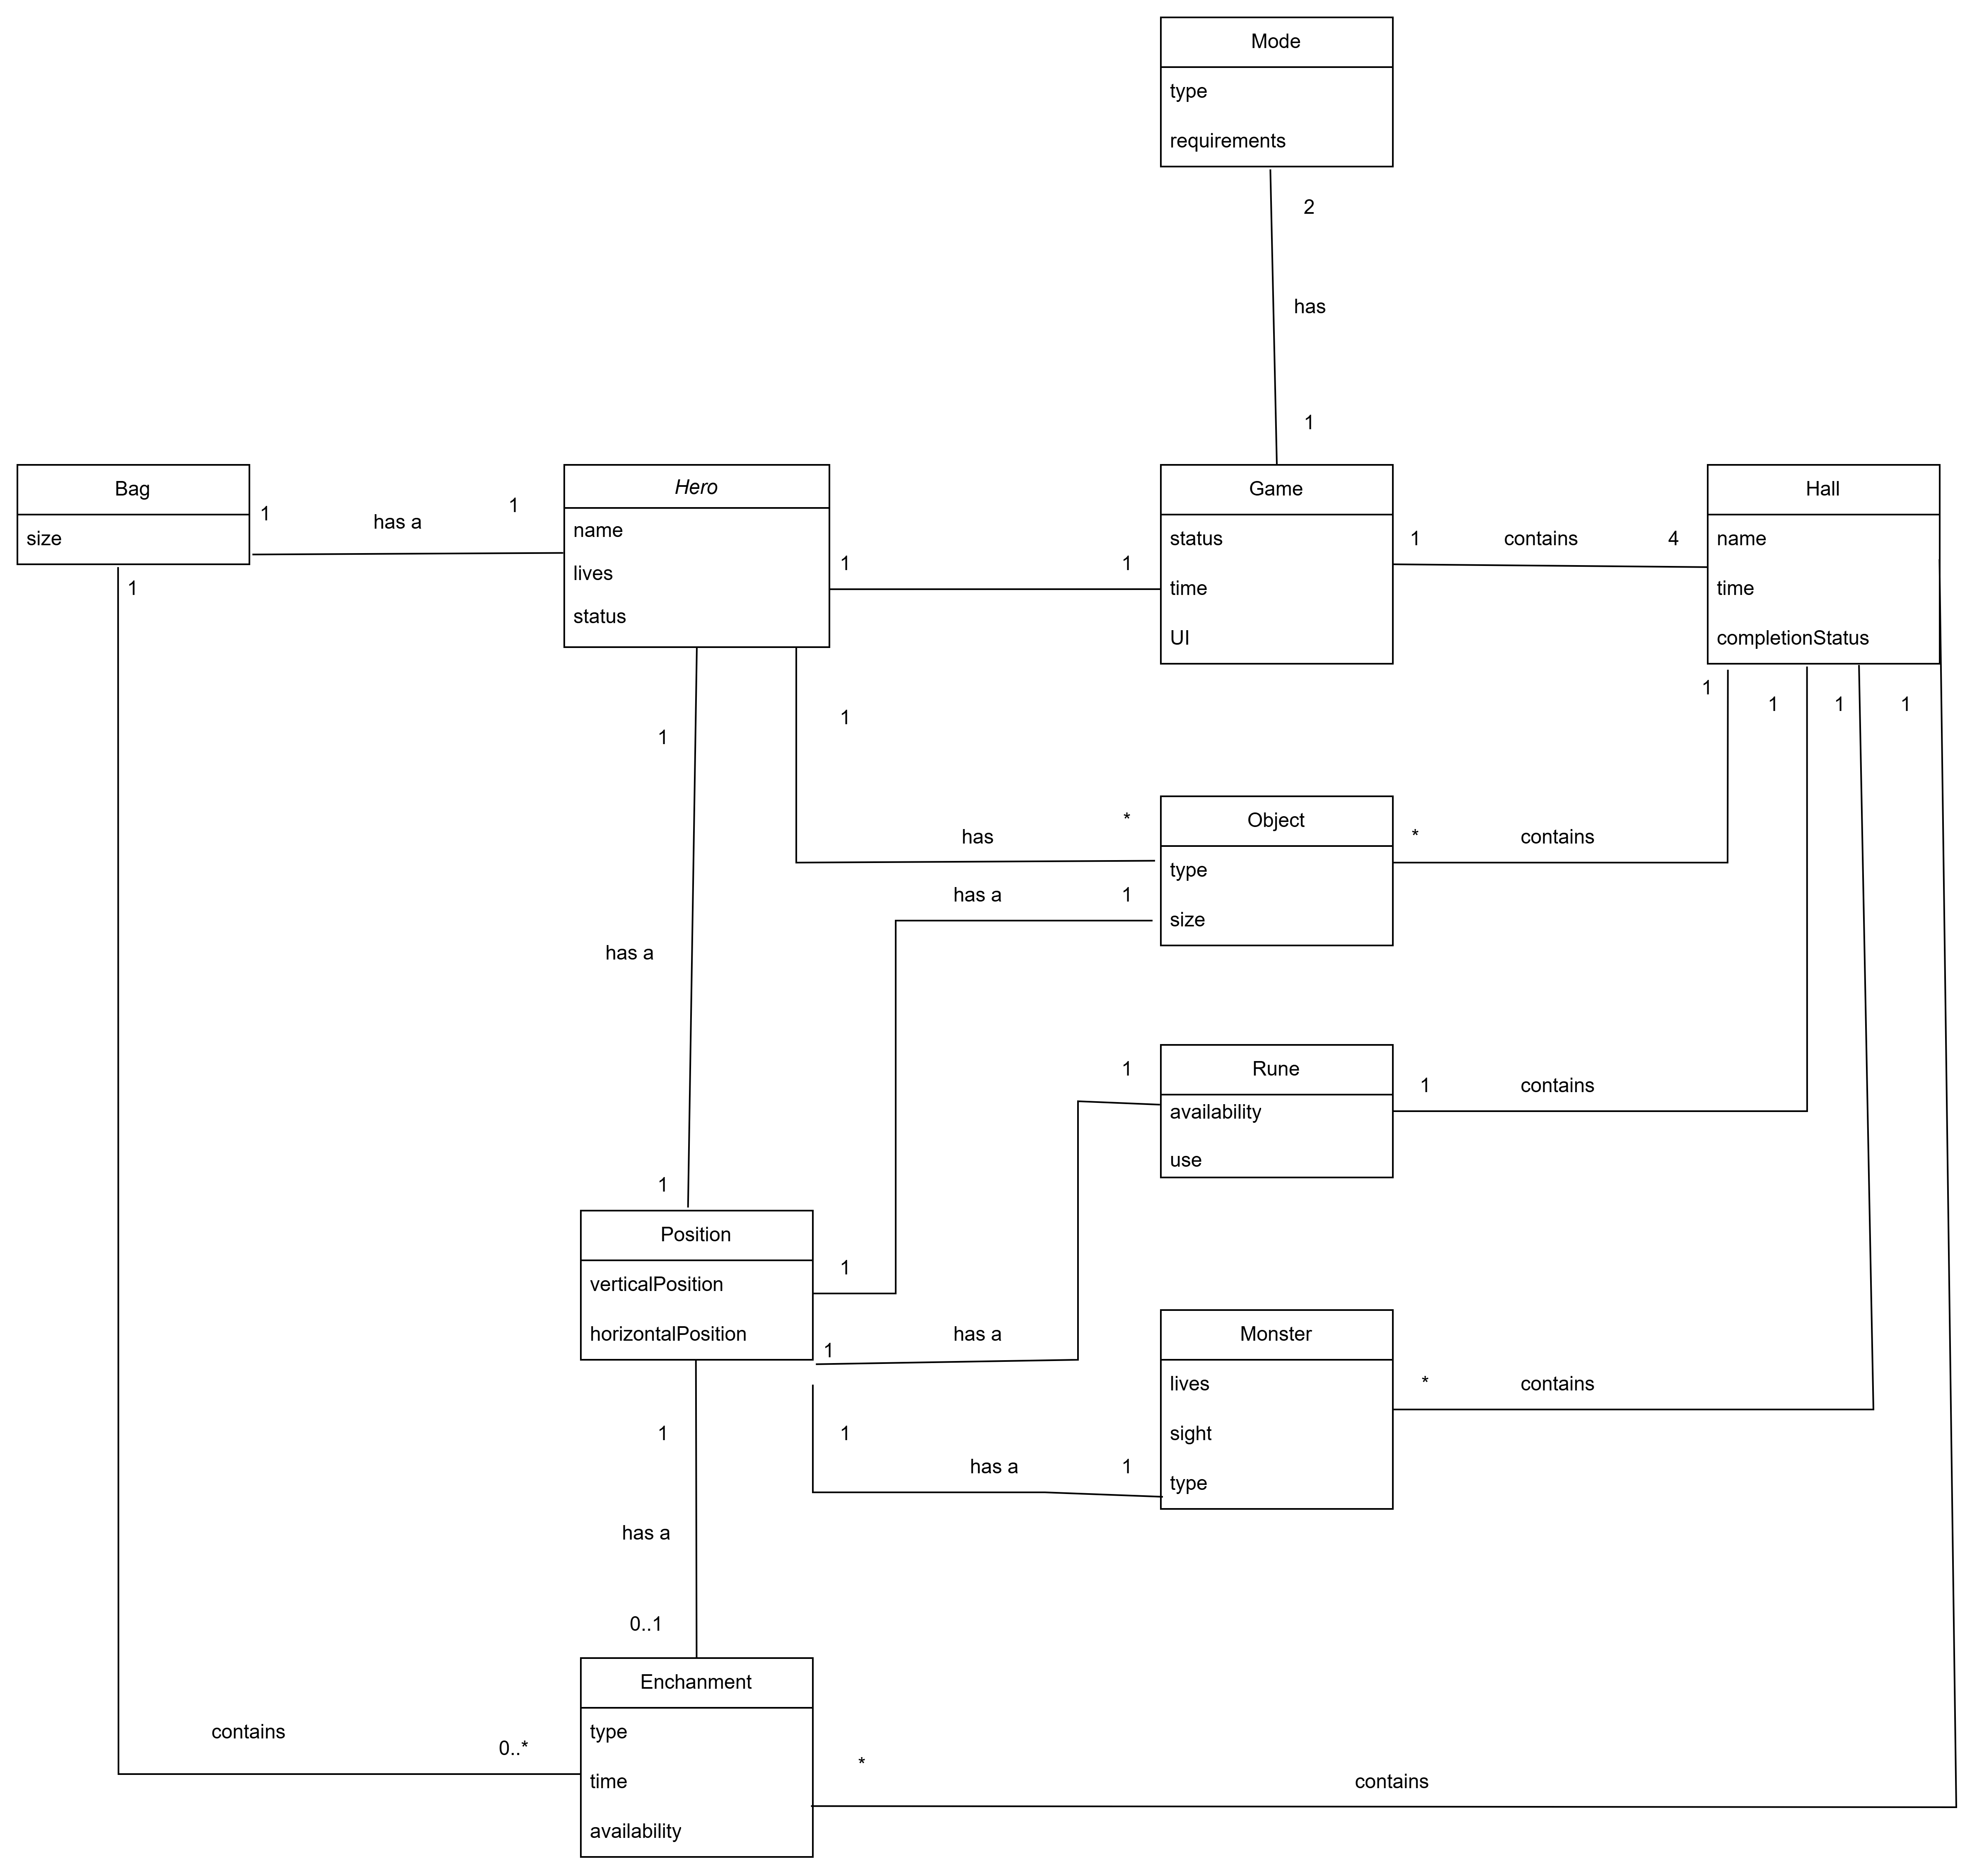 Mode
type
requirements
2
has
1
Bag
size
1
has a
1
Hero
name
lives
status
1
1
Game
status
time
UI
1
contains
4
Hall
name
time
completionStatus
1
1
1
1
1
1
1
has
*
Object
type
size
*
contains
has a
1
has a
1
Rune
availability
use
1
contains
1
Position
verticalPosition
horizontalPosition
1
has a
1
Monster
lives
sight
type
*
contains
1
1
has a
1
has a
0..1
Enchanment
type
time
availability
contains
0..*
*
contains